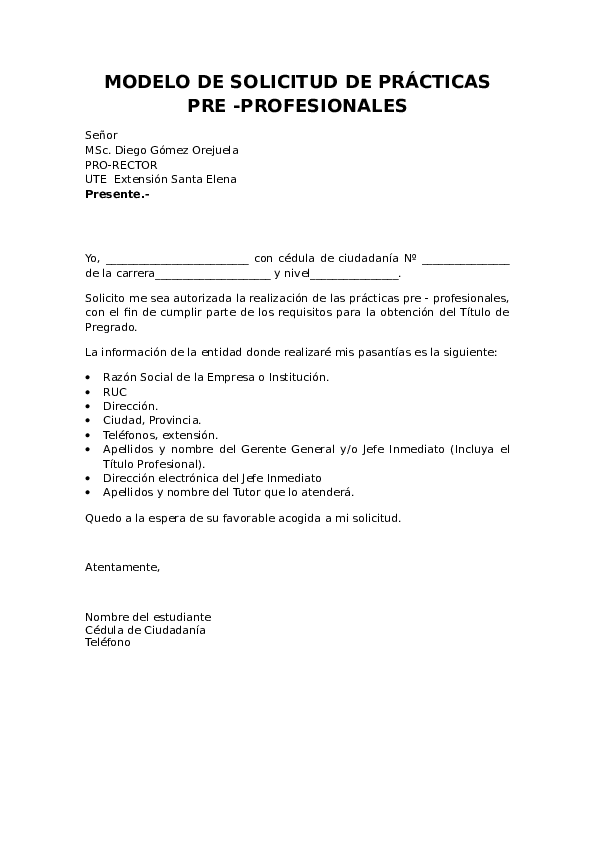 MODELO DE SOLICITUD DE PRÁCTICAS
PRE -PROFESIONALES
Señor
MSc. Diego Gómez Orejuela
PRO-RECTOR
UTE  Extensión Santa Elena
Presente.-
Yo, __________________________ con cédula de ciudadanía Nº ________________
de la carrera_____________________ y nivel________________.
Solicito me sea autorizada la realización de las prácticas pre - profesionales,
con el fin de cumplir parte de los requisitos para la obtención del Título de
Pregrado.
La información de la entidad donde realizaré mis pasantías es la siguiente:
• Razón Social de la Empresa o Institución.
• RUC
• Dirección.
• Ciudad, Provincia.
• Teléfonos, extensión.
• Apellidos y nombre del Gerente General y/o Jefe Inmediato (Incluya el
Título Profesional).
• Dirección electrónica del Jefe Inmediato
• Apellidos y nombre del Tutor que lo atenderá.
Quedo a la espera de su favorable acogida a mi solicitud.
Atentamente,
Nombre del estudiante
Cédula de Ciudadanía
Teléfono